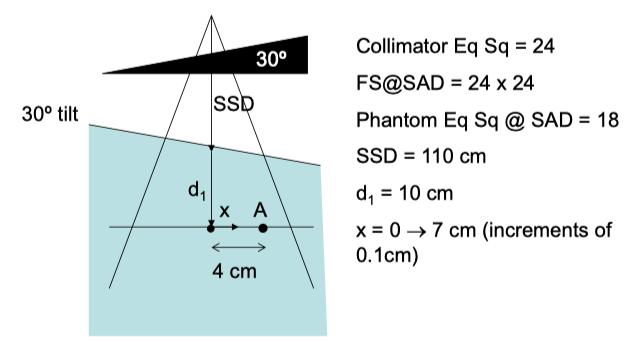 30º
Collimator Eq Sq = 24
FS@SAD = 24 x 24
SSD
30º tilt
Phantom Eq Sq @ SAD = 18
SSD = 110 cm
d₁
d₁ = 10 cm
x
A
x = 0 → 7 cm (increments of
0.1cm)
4 cm